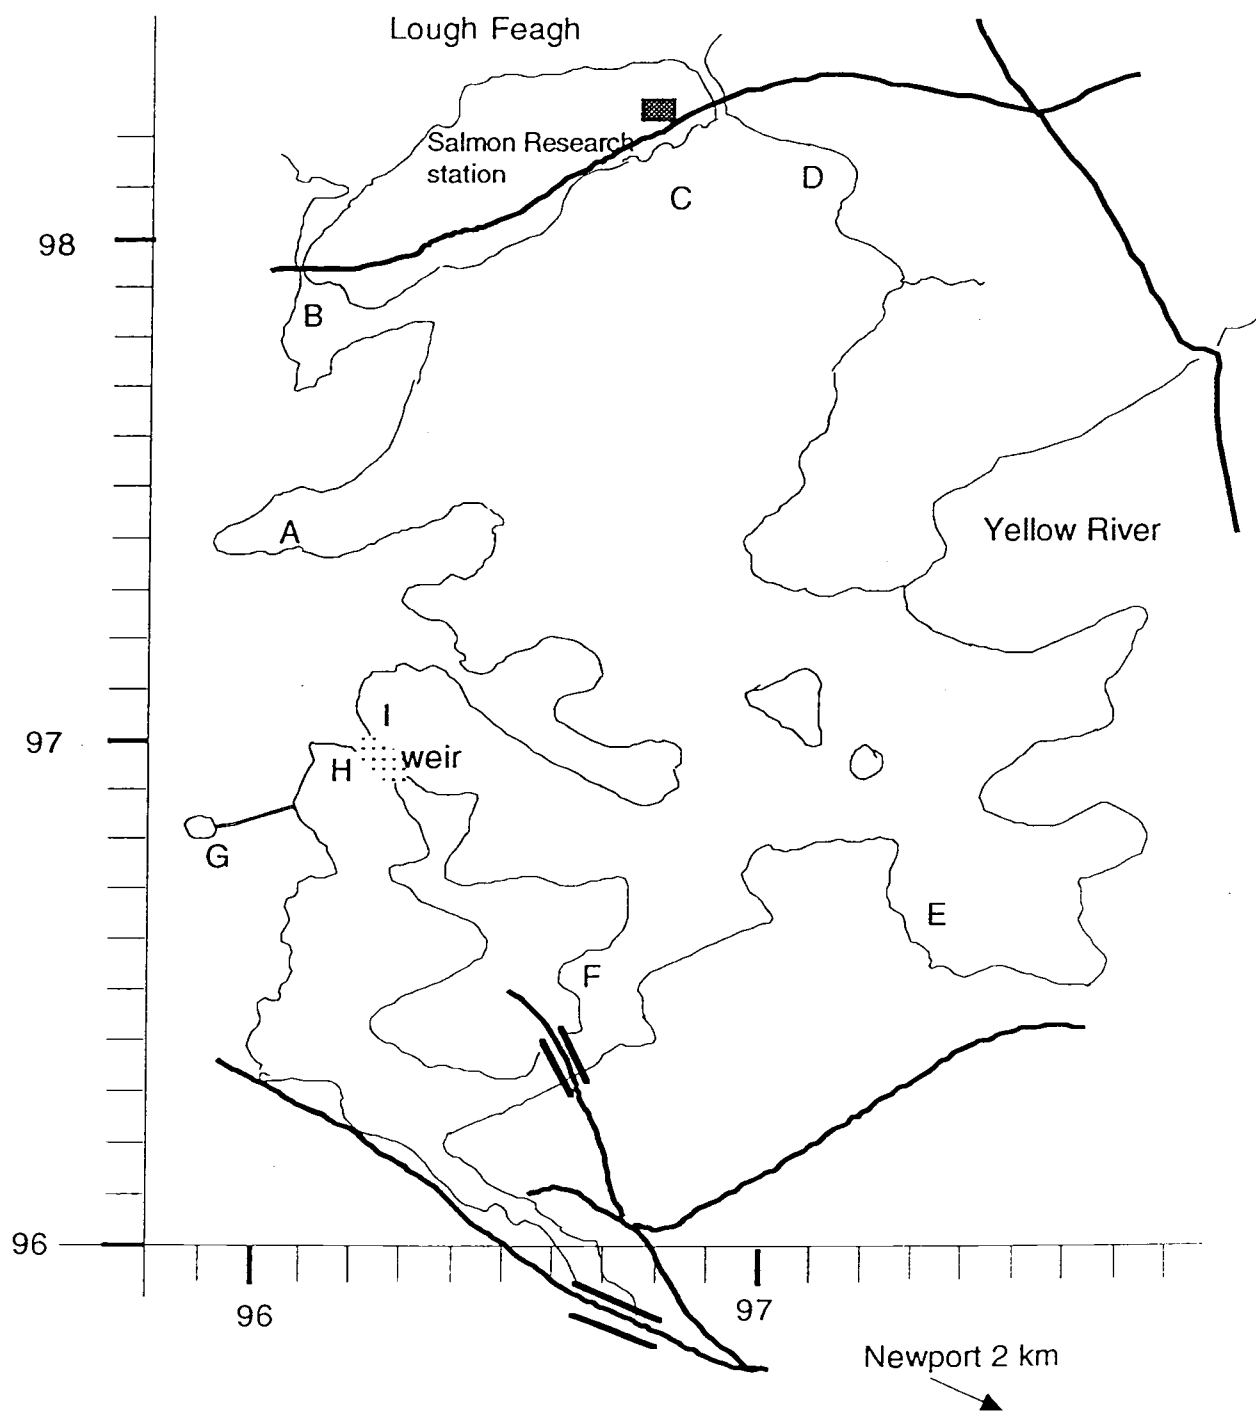 Lough Feagh
Salmon Research
station
D
C
98
B
A
Yellow River
I
97
weir
H
G
E
F
96
96
97
Newport 2 km